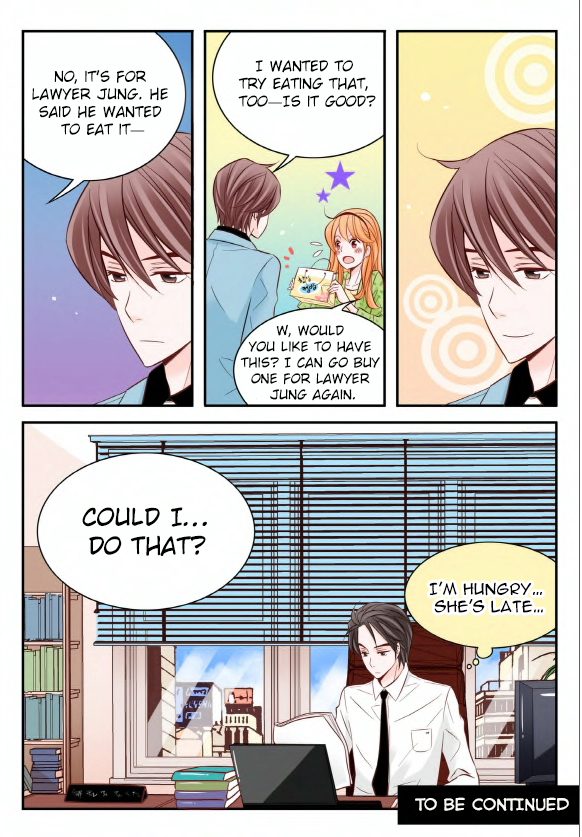 NO, IT'S FOR
LAWYER JUNG. HE
SAID HE WANTED
TO EAT IT—
I WANTED TO
TRY EATING THAT,
TOO—IS IT GOOD?
W, WOULD
YOU LIKE TO HAVE
THIS? I CAN GO BUY
ONE FOR LAWYER
JUNG AGAIN.
COULD I...
DO THAT?
I'M HUNGRY...
SHE'S LATE...
TO BE CONTINUED